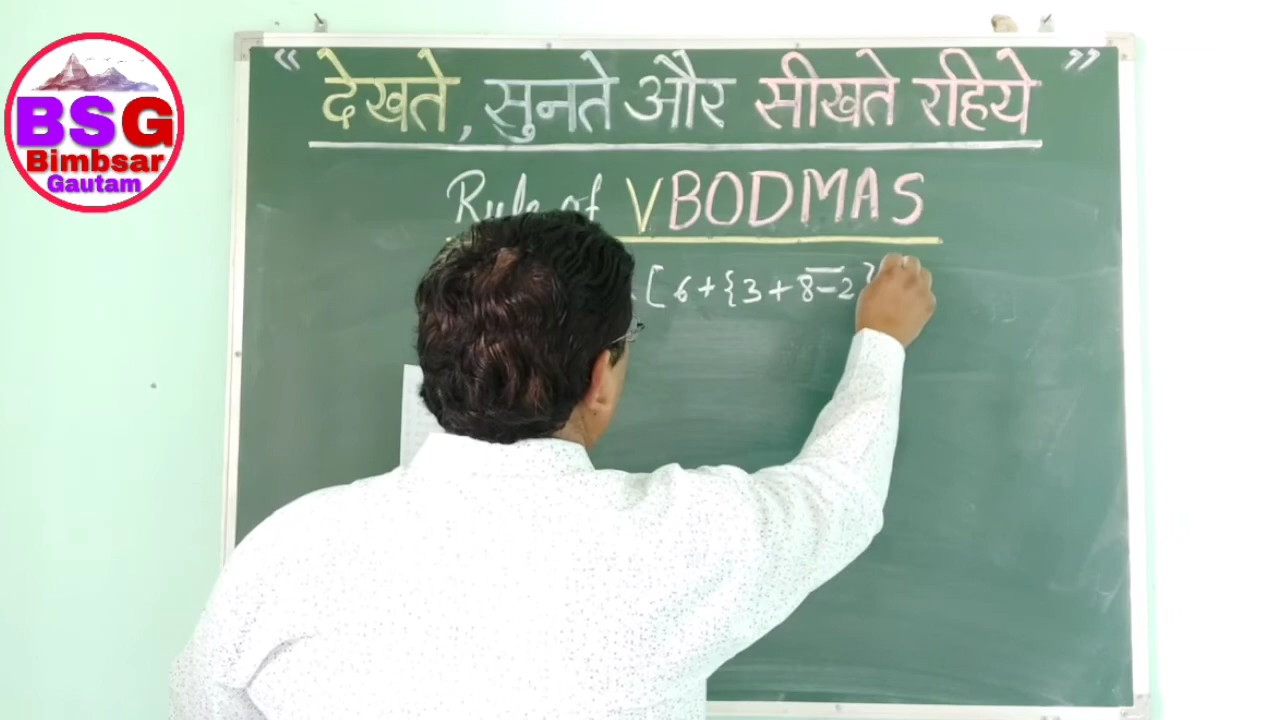 BSG
Bimbsar
Gautam
“ देखते, सुनते और सीखते रहिये ”
Rule of VBODMAS
[ 6 + { 3 + 8̅ ̅-̅ ̅2 }